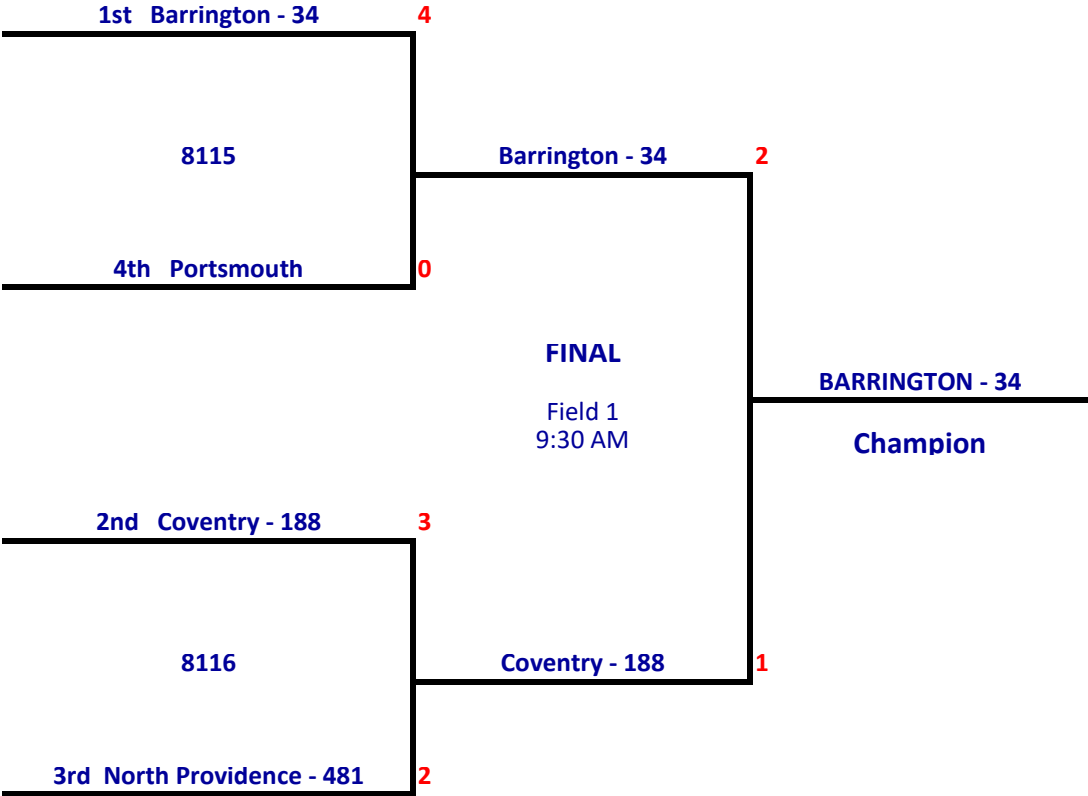 1st Barrington - 34 4
8115
Barrington - 34 2
4th Portsmouth 0
FINAL
Field 1
9:30 AM
BARRINGTON - 34
Champion
2nd Coventry - 188 3
8116
Coventry - 188 1
3rd North Providence - 481 2